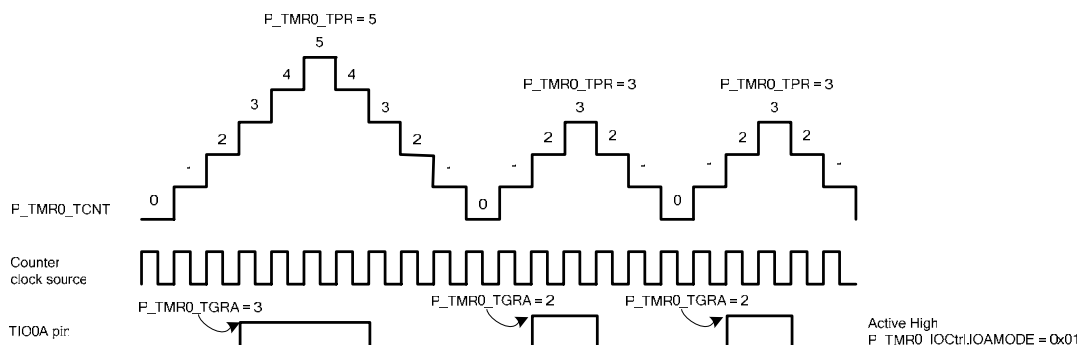 P_TMR0_TPR = 5
5
4 4
P_TMR0_TPR = 3 P_TMR0_TPR = 3
3 3 3 3
2 2 2 2 2 2
0 0 0
P_TMR0_TCNT
Counter
clock source
P_TMR0_TGRA = 3 P_TMR0_TGRA = 2 P_TMR0_TGRA = 2
TIO0A pin
Active High
P_TMR0_IOCtrl.IOAMODE = 0x01